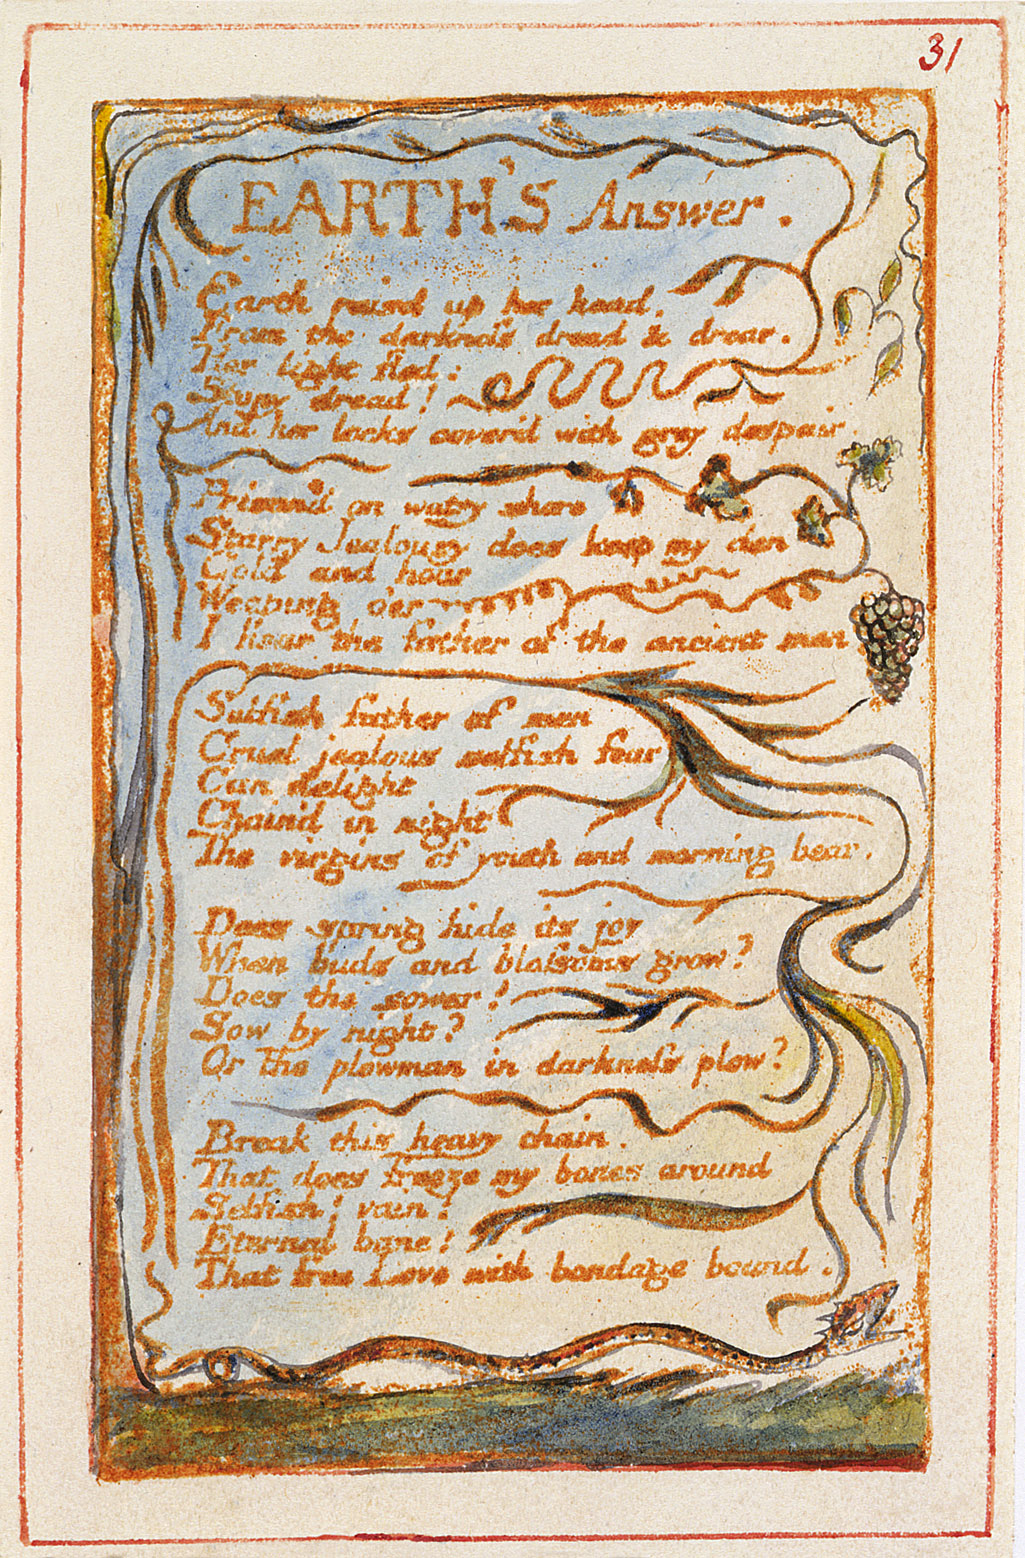 31
EARTH'S Answer.
Earth rais'd up her head,
From the darkness dread & drear.
Her light fled:
Stony dread!
And her locks cover'd with grey despair.
Prison'd on watry shore
Starry Jealousy does keep my den
Cold and hoar
Weeping o'er
I hear the father of the ancient men
Selfish father of men
Cruel jealous selfish fear
Can delight
Chain'd in night
The virgins of youth and morning bear.
Does spring hide its joy
When buds and blossoms grow?
Does the sower!
Sow by night?
Or the plowman in darkness plow?
Break this heavy chain.
That does freeze my bones around
Selfish! vain!
Eternal bane!
That free Love with bondage bound.